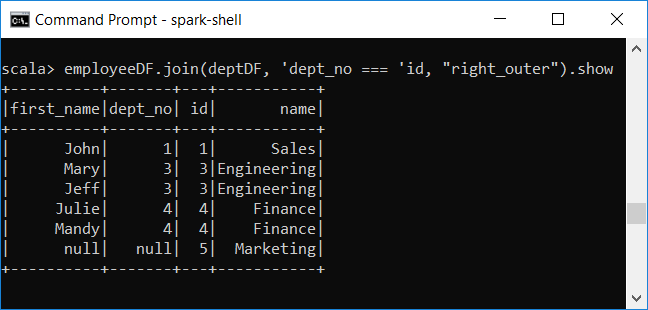 Command Prompt - spark-shell
scala> employeeDF.join(deptDF, 'dept_no === 'id, "right_outer").show
+----------+-------+---+-----------+
|first_name|dept_no| id|       name|
+----------+-------+---+-----------+
|      John|      1|  1|      Sales|
|      Mary|      3|  3|Engineering|
|      Jeff|      3|  3|Engineering|
|     Julie|      4|  4|    Finance|
|     Mandy|      4|  4|    Finance|
|      null|   null|  5|  Marketing|
+----------+-------+---+-----------+